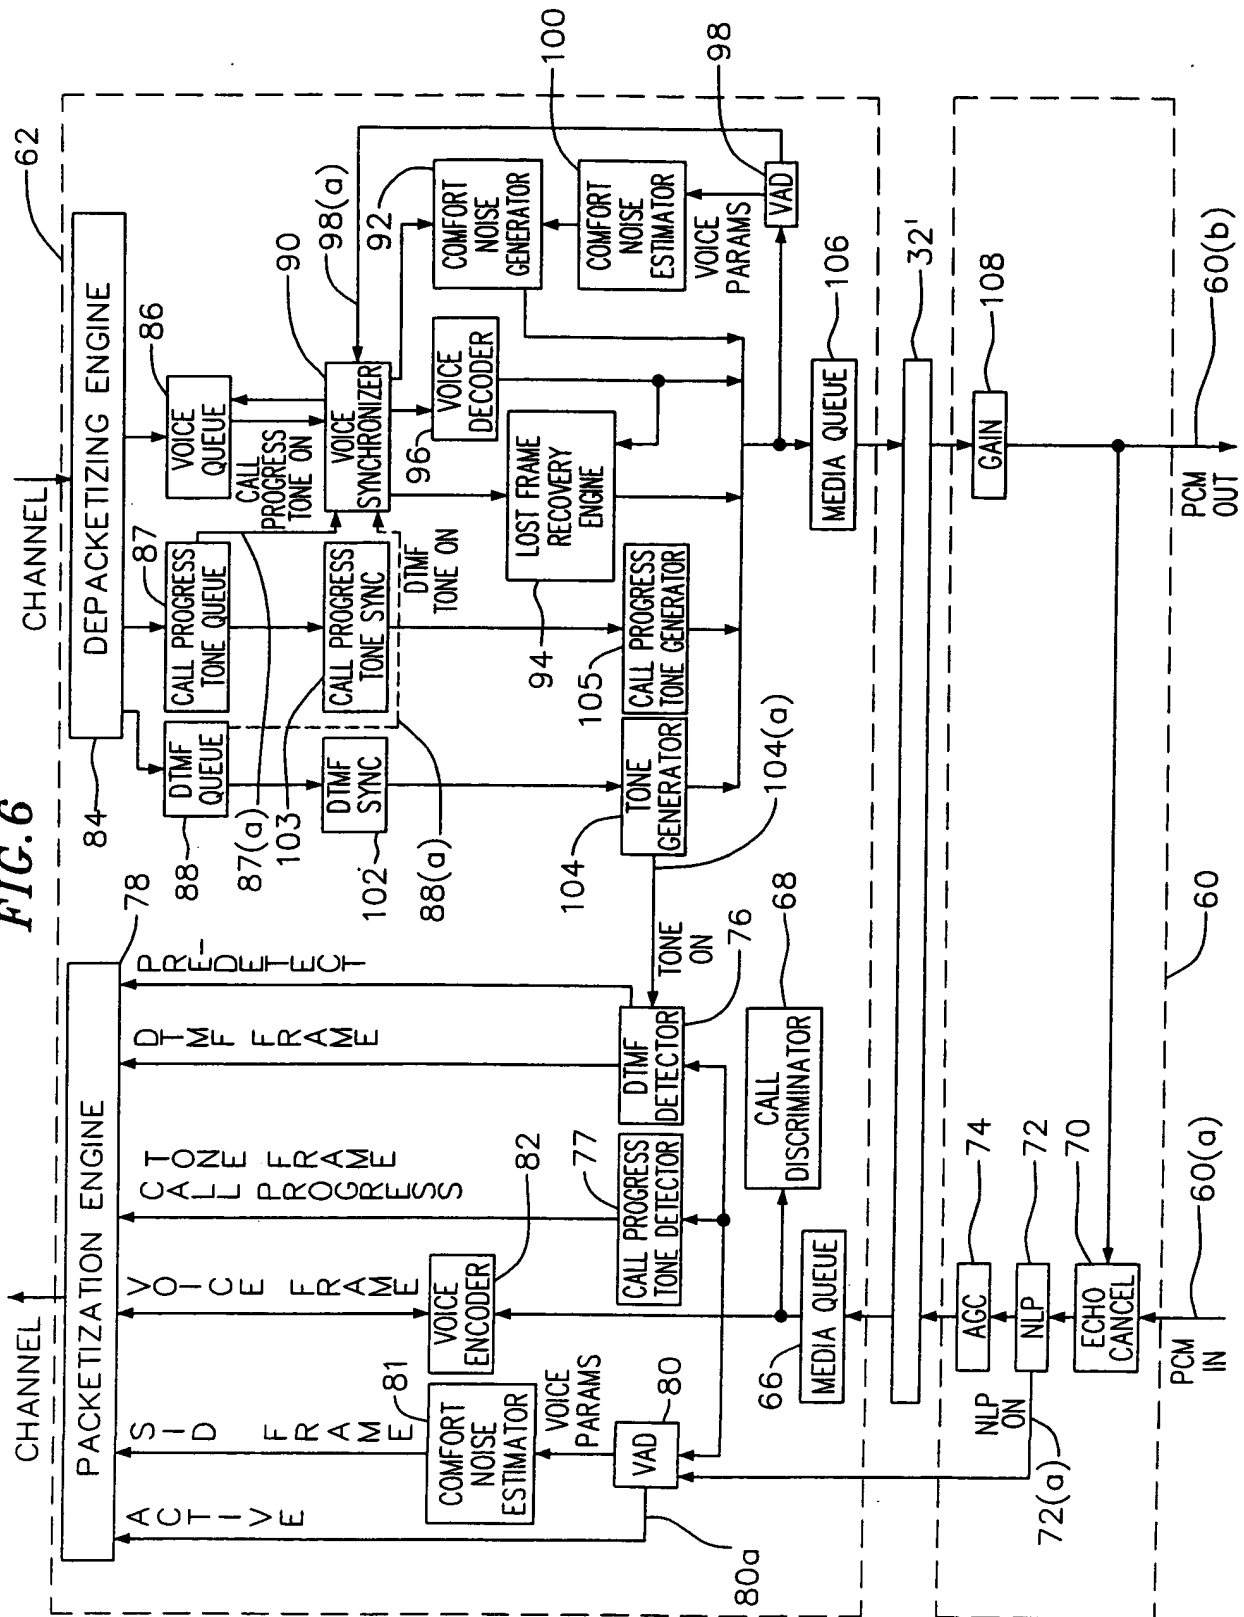 FIG.6
CHANNEL
CHANNEL
62
78
84
PACKETIZATION ENGINE
DEPACKETIZING ENGINE
ACTIVE
SID FRAME
VOICE FRAME
CALL PROGRESS
TONE FRAME
DTMF FRAME
PRE-
DETECT
88
DTMF
QUEUE
87
CALL PROGRESS
TONE QUEUE
86
VOICE
QUEUE
87(a)
103
CALL
PROGRESS
TONE ON
90
98(a)
102
DTMF
SYNC
CALL PROGRESS
TONE SYNC
VOICE
SYNCHRONIZER
88(a)
DTMF
TONE ON
92
81
COMFORT
NOISE
ESTIMATOR
82
VOICE
ENCODER
96
VOICE
DECODER
COMFORT
NOISE
GENERATOR
94
LOST FRAME
RECOVERY
ENGINE
100
COMFORT
NOISE
ESTIMATOR
VOICE
PARAMS
VOICE
PARAMS
77
CALL PROGRESS
TONE DETECTOR
DTMF
DETECTOR
76
TONE
ON
104
TONE
GENERATOR
104(a)
105
CALL PROGRESS
TONE GENERATOR
80
VAD
80a
98
VAD
68
CALL
DISCRIMINATOR
66
MEDIA QUEUE
MEDIA QUEUE
106
32'
74
AGC
72
NLP
NLP
ON
72(a)
70
ECHO
CANCEL
GAIN
108
60
PCM
IN
60(a)
PCM
OUT
60(b)